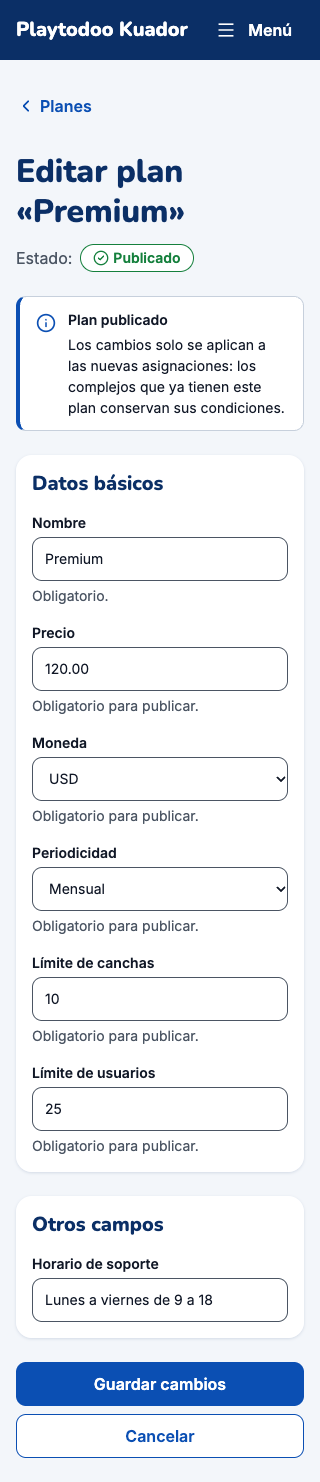 Playtodoo Kuador
Menú
Planes
Editar plan
«Premium»
Estado: Publicado
Plan publicado
Los cambios solo se aplican a
las nuevas asignaciones: los
complejos que ya tienen este
plan conservan sus condiciones.
Datos básicos
Nombre
Premium
Obligatorio.
Precio
120.00
Obligatorio para publicar.
Moneda
USD
Obligatorio para publicar.
Periodicidad
Mensual
Obligatorio para publicar.
Límite de canchas
10
Obligatorio para publicar.
Límite de usuarios
25
Obligatorio para publicar.
Otros campos
Horario de soporte
Lunes a viernes de 9 a 18
Guardar cambios
Cancelar